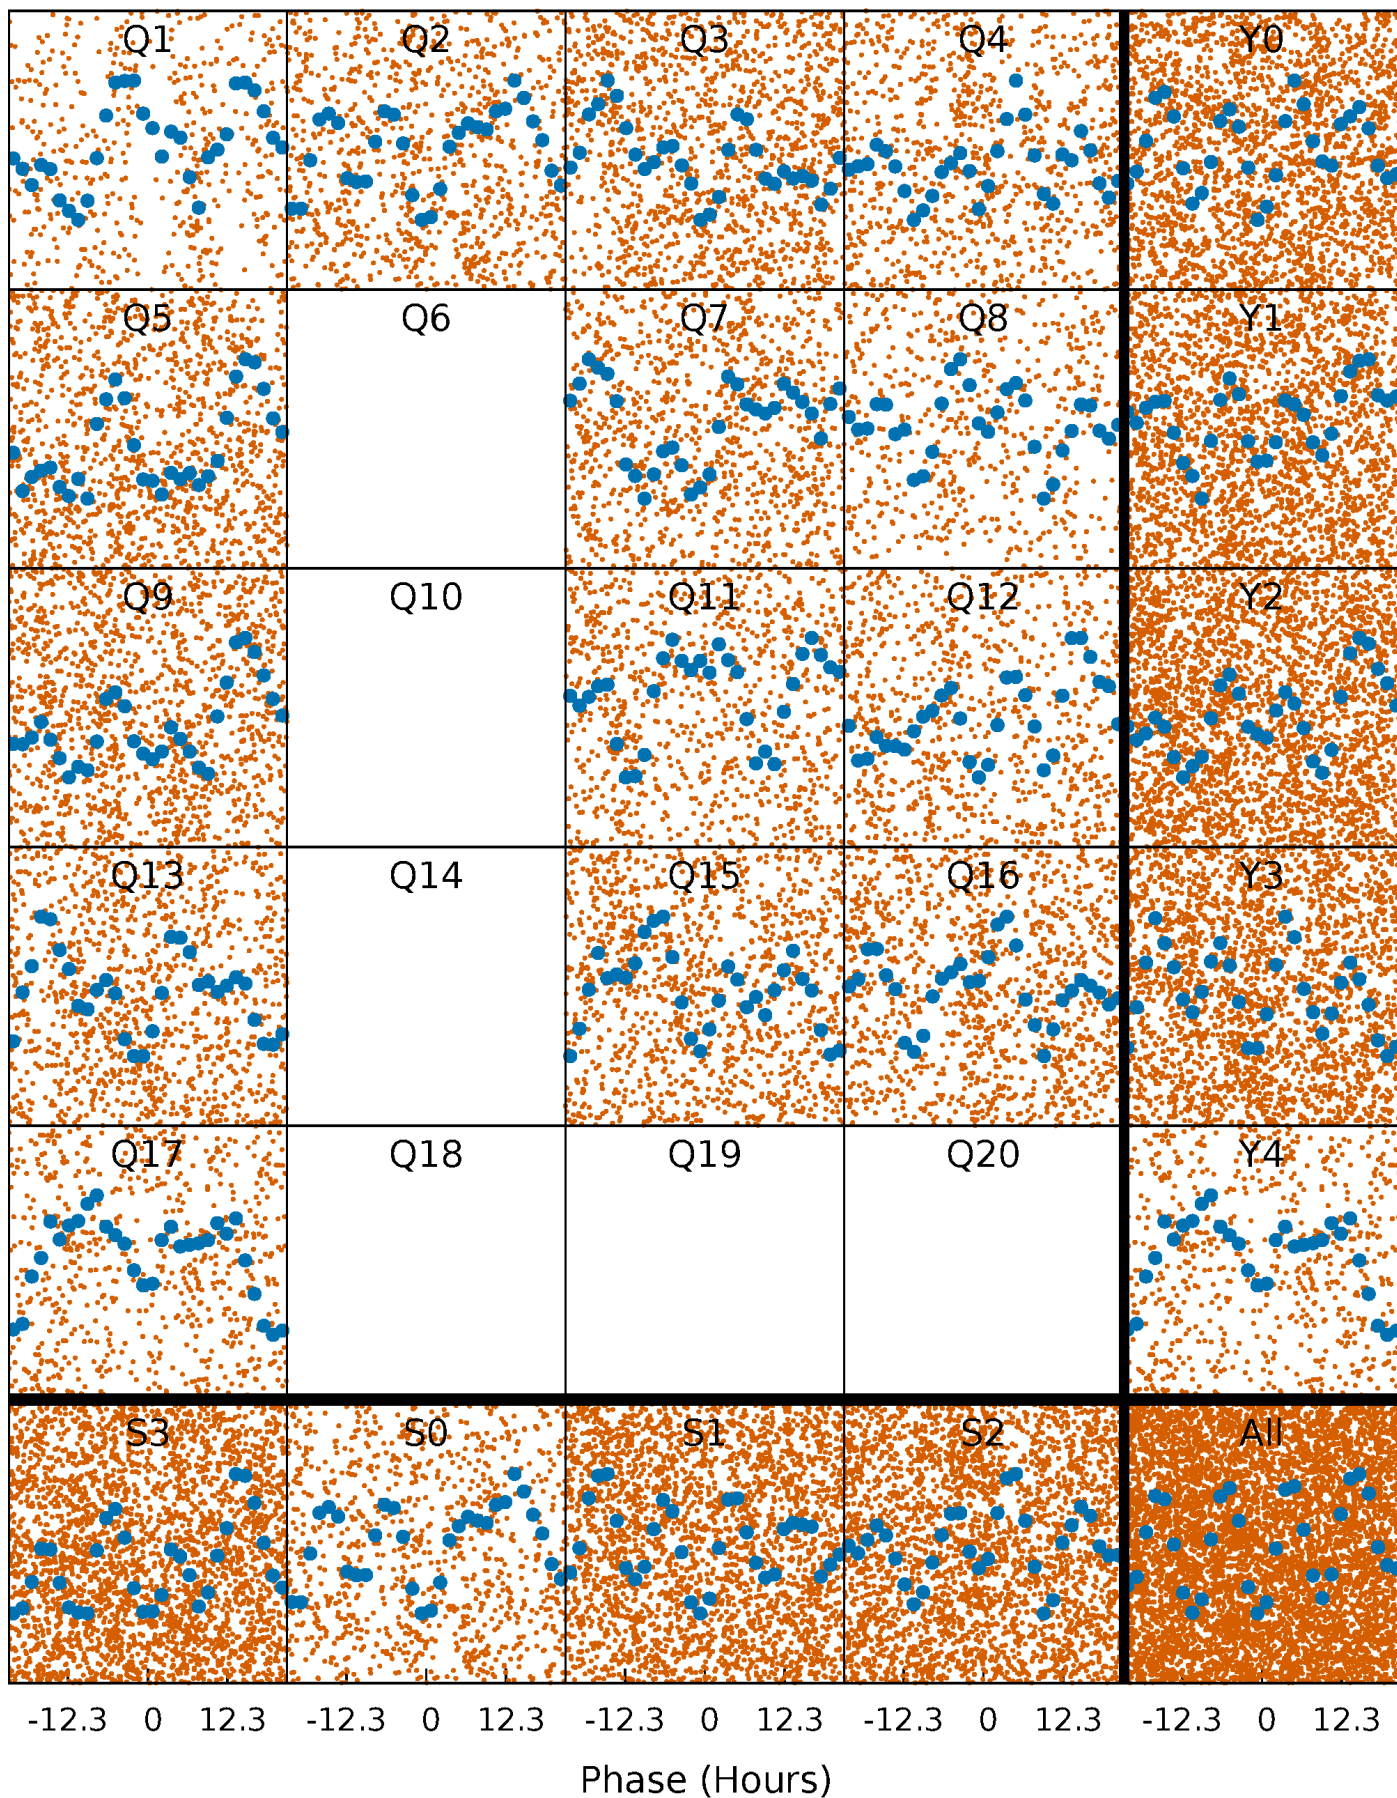 Q1 Q2 Q3 Q4 Y0
Q5 Q6 Q7 Q8 Y1
Q9 Q10 Q11 Q12 Y2
Q13 Q14 Q15 Q16 Y3
Q17 Q18 Q19 Q20 Y4
S3 S0 S1 S2 All
-12.3 0 12.3 -12.3 0 12.3 -12.3 0 12.3 -12.3 0 12.3 -12.3 0 12.3
Phase (Hours)